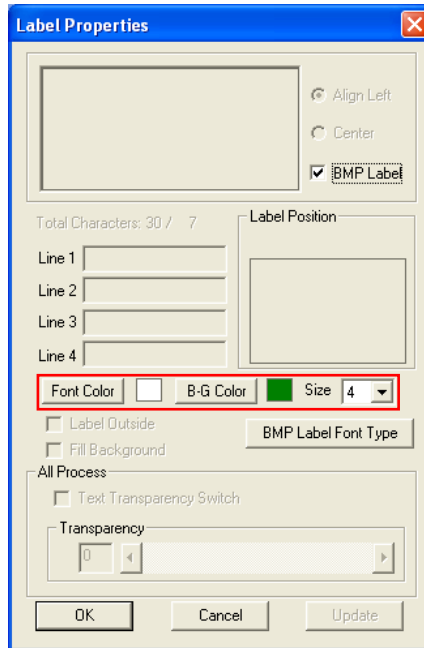 Label Properties
Align Left
Center
BMP Label
Total Characters: 30 / 7
Label Position
Line 1
Line 2
Line 3
Line 4
Font Color B-G Color Size 4
Label Outside
BMP Label Font Type
Fill Background
All Process
Text Transparency Switch
Transparency
0
OK Cancel Update